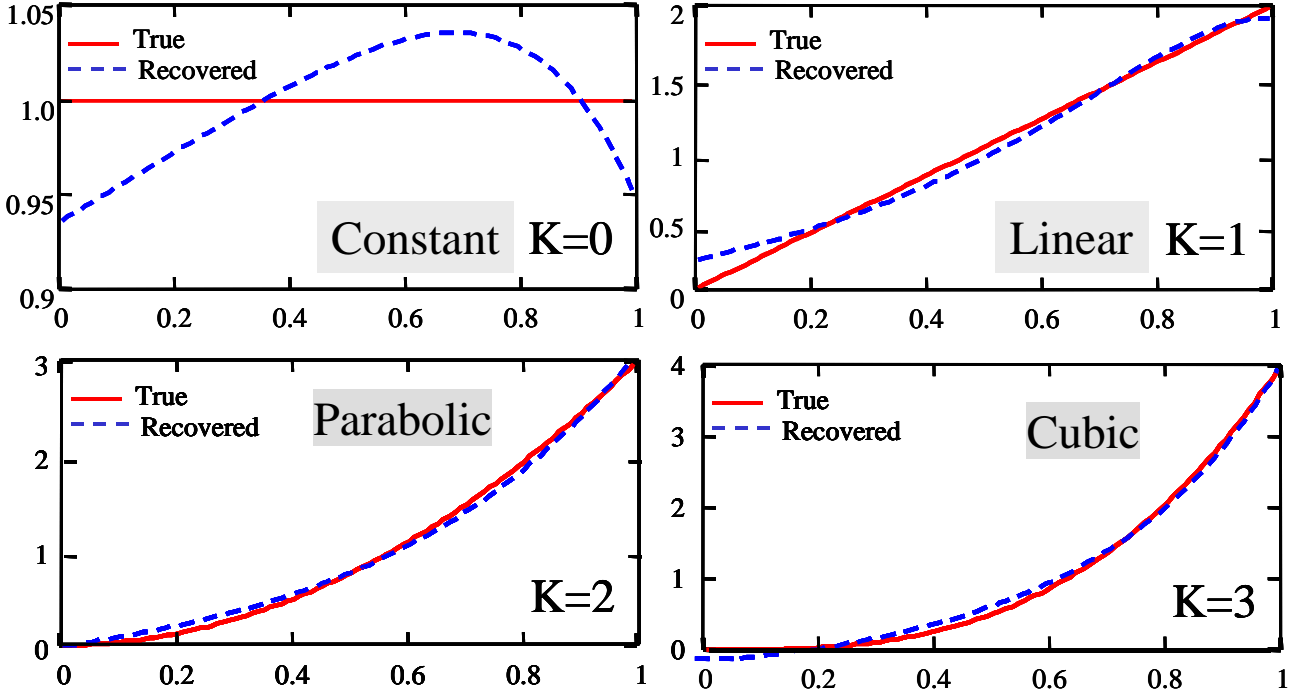 1.05
True
Recovered
1.0
0.95
Constant K=0
0.9
0 0.2 0.4 0.6 0.8 1
2
True
Recovered
1.5
1
0.5
Linear K=1
0
0 0.2 0.4 0.6 0.8 1
3
True
Recovered
Parabolic
2
1
K=2
0
0 0.2 0.4 0.6 0.8 1
4
True
Recovered
Cubic
3
2
1
K=3
0
0 0.2 0.4 0.6 0.8 1